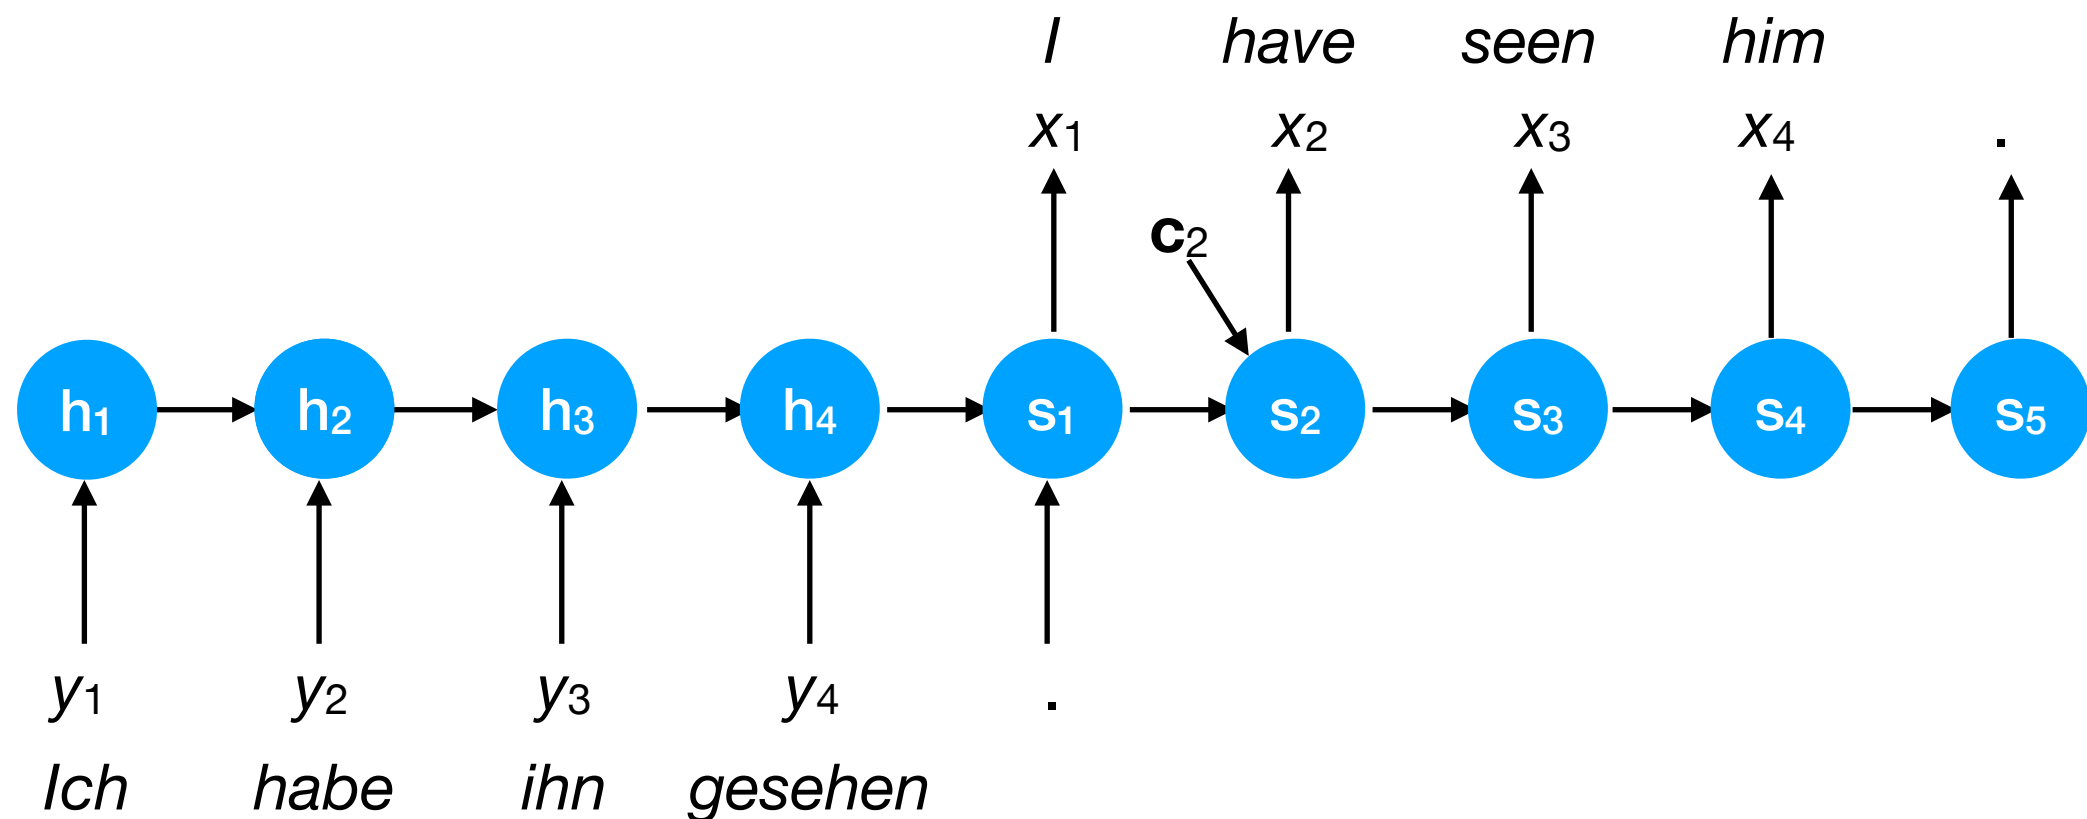 I have seen him
x1 x2 x3 x4 .
c2
h1 h2 h3 h4 s1 s2 s3 s4 s5
y1 y2 y3 y4 .
Ich habe ihn gesehen